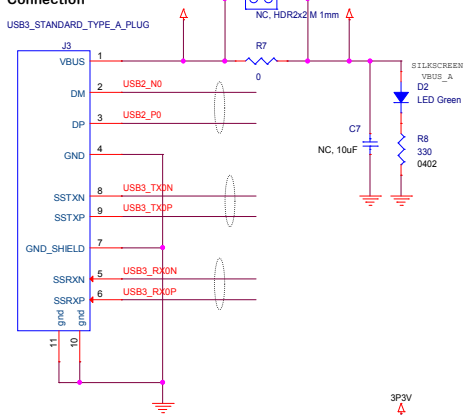 Connection
USB3_STANDARD_TYPE_A_PLUG
NC, HDR2x2 M 1mm
J3
R7
0
VBUS 1
DM 2 USB2_N0
DP 3 USB2_P0
GND 4
SSTXN 8 USB3_TX0N
SSTXP 9 USB3_TX0P
GND_SHIELD 7
SSRXN 5 USB3_RX0N
SSRXP 6 USB3_RX0P
gnd gnd
11 10
SILKSCREEN
VBUS_A
D2
LED Green
C7
NC, 10uF
R8
330
0402
3P3V